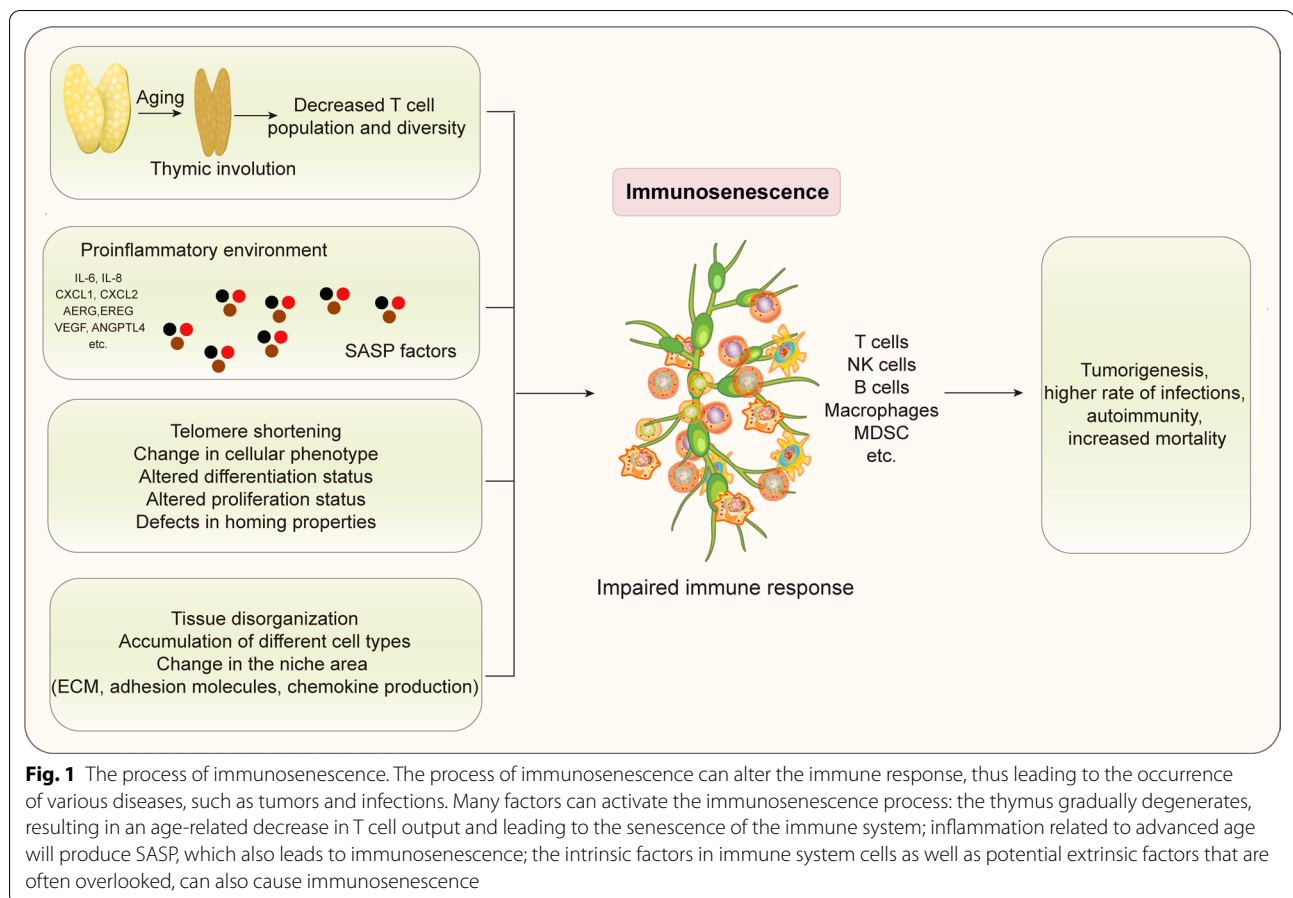 Aging
Decreased T cell
population and diversity
Thymic involution
Proinflammatory environment
IL-6, IL-8
CXCL1, CXCL2
AERG,EREG
VEGF, ANGPTL4
etc.
SASP factors
Telomere shortening
Change in cellular phenotype
Altered differentiation status
Altered proliferation status
Defects in homing properties
Tissue disorganization
Accumulation of different cell types
Change in the niche area
(ECM, adhesion molecules, chemokine production)
Immunosenescence
Impaired immune response
T cells
NK cells
B cells
Macrophages
MDSC
etc.
Tumorigenesis,
higher rate of infections,
autoimmunity,
increased mortality
Fig. 1 The process of immunosenescence. The process of immunosenescence can alter the immune response, thus leading to the occurrence
of various diseases, such as tumors and infections. Many factors can activate the immunosenescence process: the thymus gradually degenerates,
resulting in an age-related decrease in T cell output and leading to the senescence of the immune system; inflammation related to advanced age
will produce SASP, which also leads to immunosenescence; the intrinsic factors in immune system cells as well as potential extrinsic factors that are
often overlooked, can also cause immunosenescence